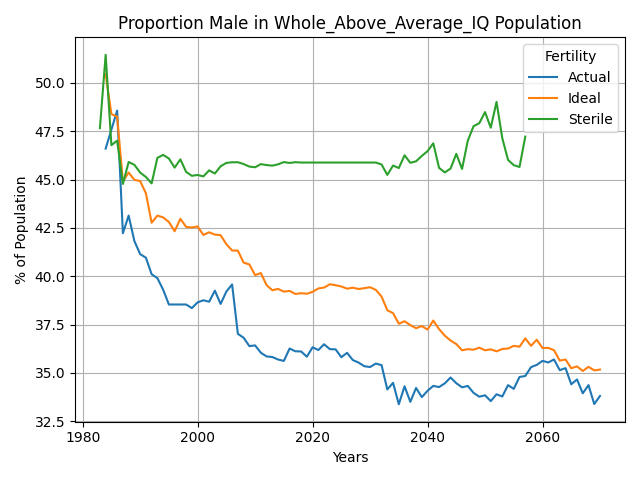 Proportion Male in Whole_Above_Average_IQ Population
Fertility
Actual
Ideal
Sterile
% of Population
50.0
47.5
45.0
42.5
40.0
37.5
35.0
32.5
1980
2000
2020
2040
2060
Years